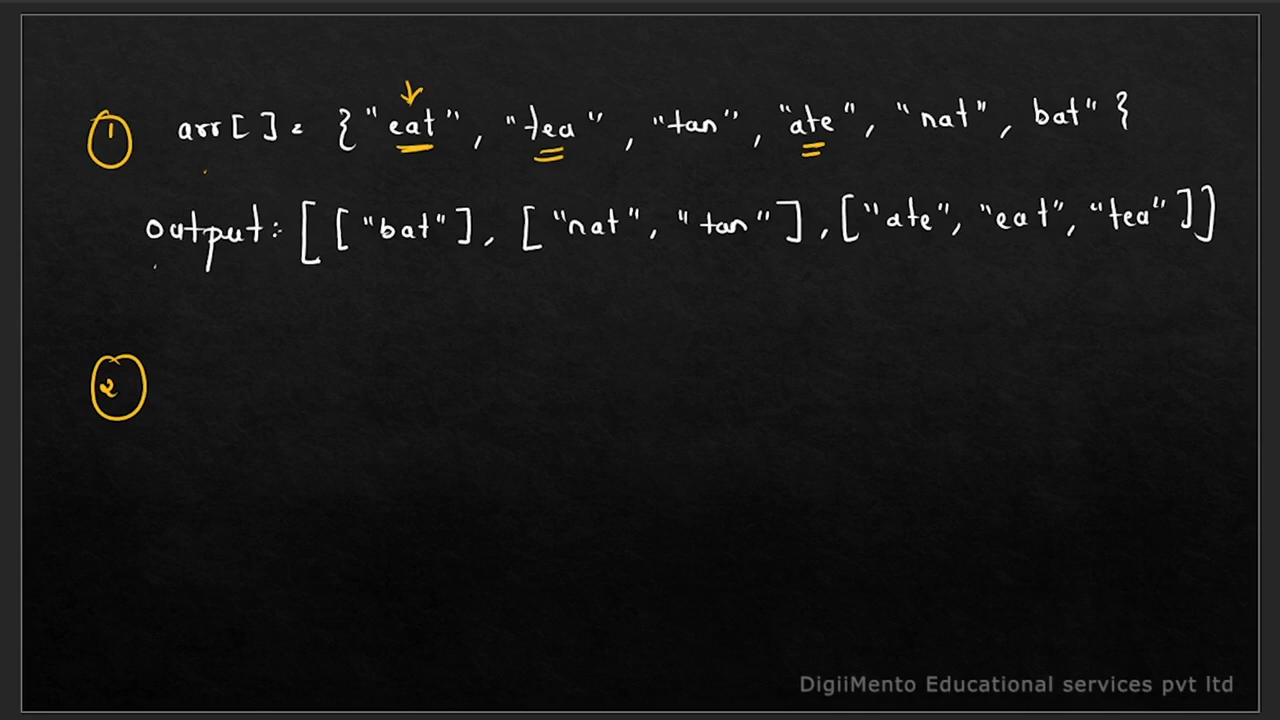 ① arr[] = { "eat", "tea", "tan", "ate", "nat", bat" }
output: [ ["bat"], ["nat", "tan"], ["ate", "eat", "tea"]]
②
DigiiMento Educational services pvt ltd